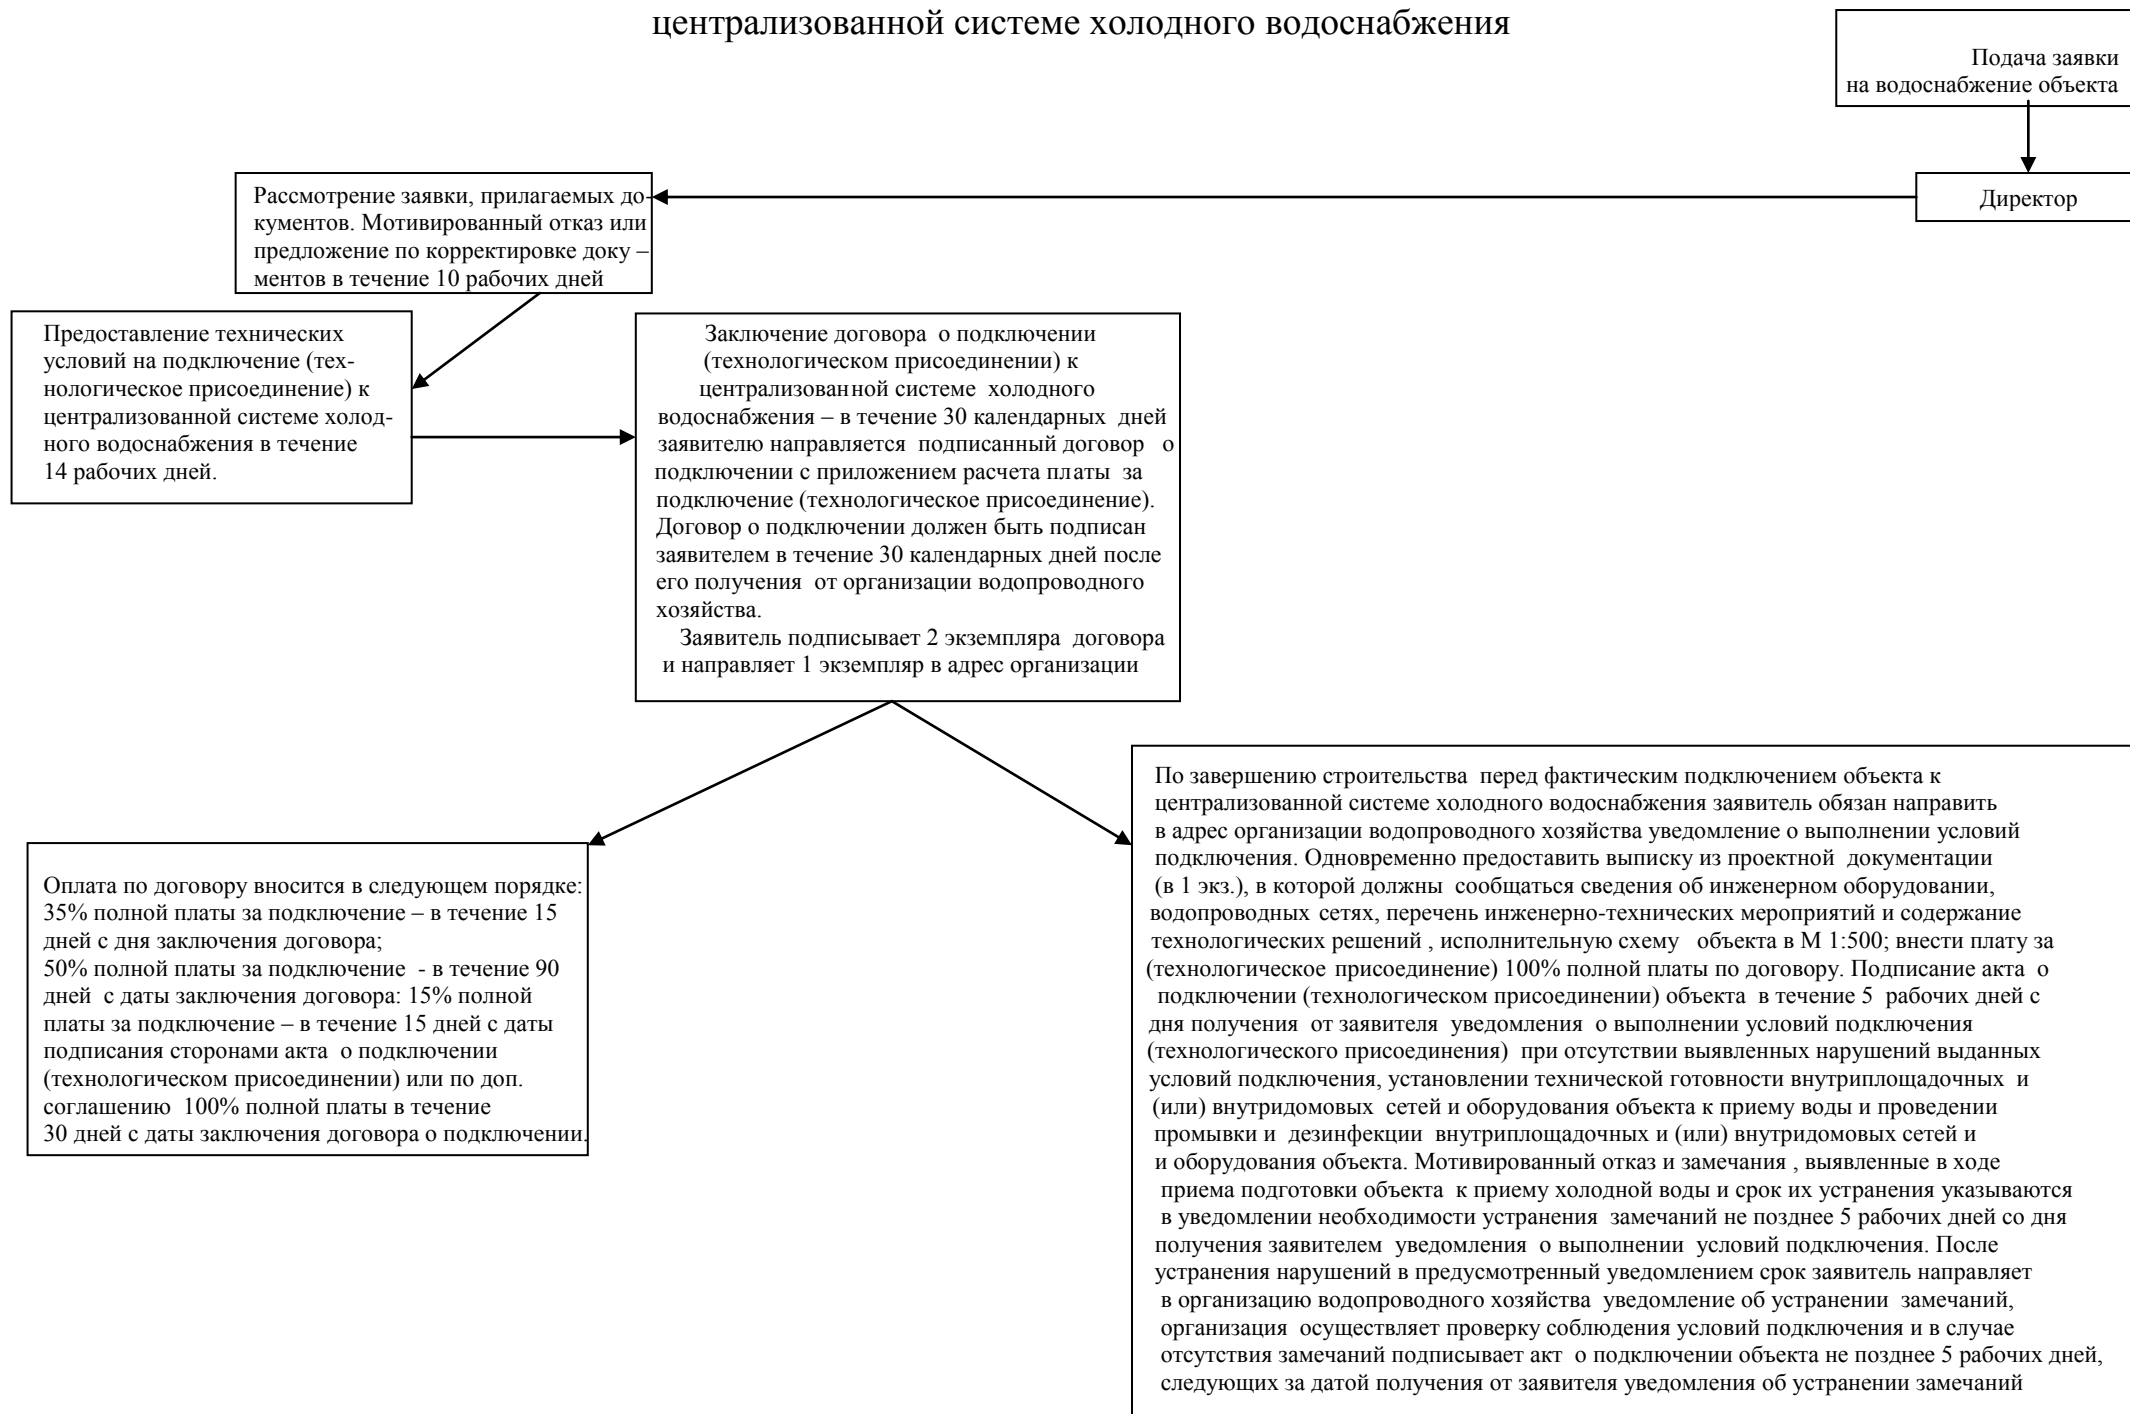 централизованной системе холодного водоснабжения
Подача заявки
на водоснабжение объекта
Директор
Рассмотрение заявки, прилагаемых до-
кументов. Мотивированный отказ или
предложение по корректировке доку –
ментов в течение 10 рабочих дней
Предоставление технических
условий на подключение (тех-
нологическое присоединение) к
централизованной системе холод-
ного водоснабжения в течение
14 рабочих дней.
Заключение договора о подключении
(технологическом присоединении) к
централизованной системе холодного
водоснабжения – в течение 30 календарных дней
заявителю направляется подписанный договор о
подключении с приложением расчета платы за
подключение (технологическое присоединение).
Договор о подключении должен быть подписан
заявителем в течение 30 календарных дней после
его получения от организации водопроводного
хозяйства.
Заявитель подписывает 2 экземпляра договора
и направляет 1 экземпляр в адрес организации
Оплата по договору вносится в следующем порядке:
35% полной платы за подключение – в течение 15
дней с дня заключения договора;
50% полной платы за подключение - в течение 90
дней с даты заключения договора: 15% полной
платы за подключение – в течение 15 дней с даты
подписания сторонами акта о подключении
(технологическом присоединении) или по доп.
соглашению 100% полной платы в течение
30 дней с даты заключения договора о подключении.
По завершению строительства перед фактическим подключением объекта к
централизованной системе холодного водоснабжения заявитель обязан направить
в адрес организации водопроводного хозяйства уведомление о выполнении условий
подключения. Одновременно предоставить выписку из проектной документации
(в 1 экз.), в которой должны сообщаться сведения об инженерном оборудовании,
водопроводных сетях, перечень инженерно-технических мероприятий и содержание
технологических решений , исполнительную схему объекта в М 1:500; внести плату за
(технологическое присоединение) 100% полной платы по договору. Подписание акта о
подключении (технологическом присоединении) объекта в течение 5 рабочих дней с
дня получения от заявителя уведомления о выполнении условий подключения
(технологического присоединения) при отсутствии выявленных нарушений выданных
условий подключения, установлении технической готовности внутриплощадочных и
(или) внутридомовых сетей и оборудования объекта к приему воды и проведении
промывки и дезинфекции внутриплощадочных и (или) внутридомовых сетей и
и оборудования объекта. Мотивированный отказ и замечания , выявленные в ходе
приема подготовки объекта к приему холодной воды и срок их устранения указываются
в уведомлении необходимости устранения замечаний не позднее 5 рабочих дней со дня
получения заявителем уведомления о выполнении условий подключения. После
устранения нарушений в предусмотренный уведомлением срок заявитель направляет
в организацию водопроводного хозяйства уведомление об устранении замечаний,
организация осуществляет проверку соблюдения условий подключения и в случае
отсутствия замечаний подписывает акт о подключении объекта не позднее 5 рабочих дней,
следующих за датой получения от заявителя уведомления об устранении замечаний